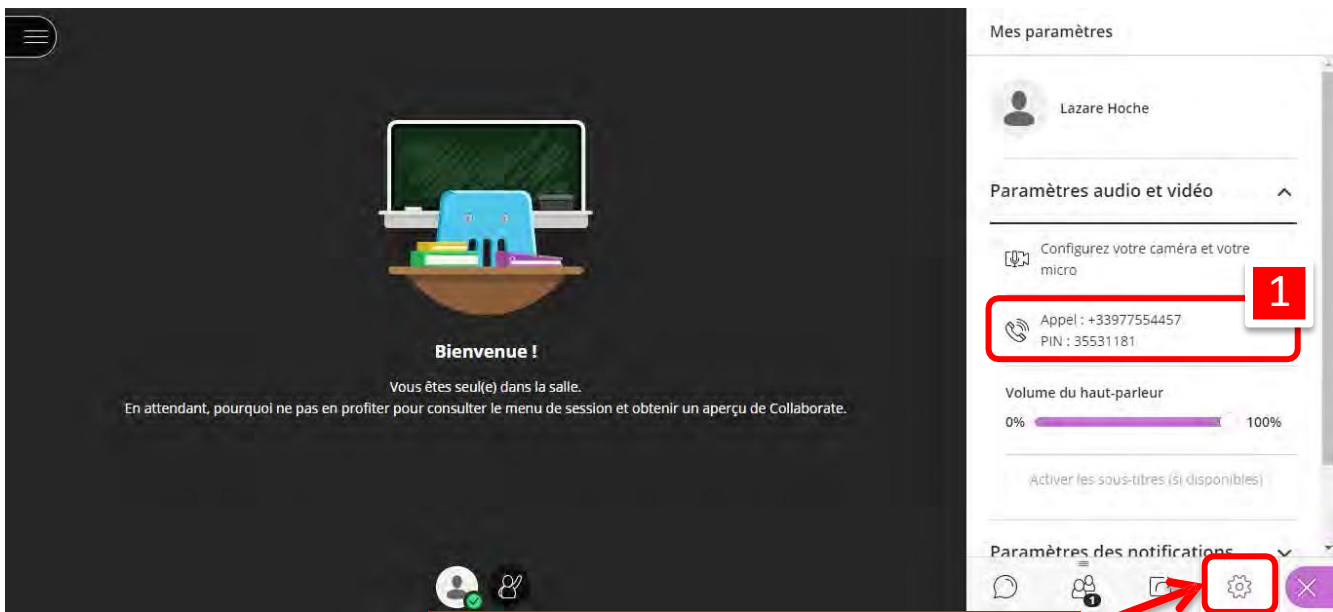 Mes paramètres
Lazare Hoche
Paramètres audio et vidéo
Configurez votre caméra et votre
micro
1
Appel : +33977554457
PIN : 35531181
Bienvenue !
Vous êtes seul(e) dans la salle.
En attendant, pourquoi ne pas en profiter pour consulter le menu de session et obtenir un aperçu de Collaborate.
Volume du haut-parleur
0%
100%
Activer les sous-titres (si disponibles)
Paramètres des notifications
1